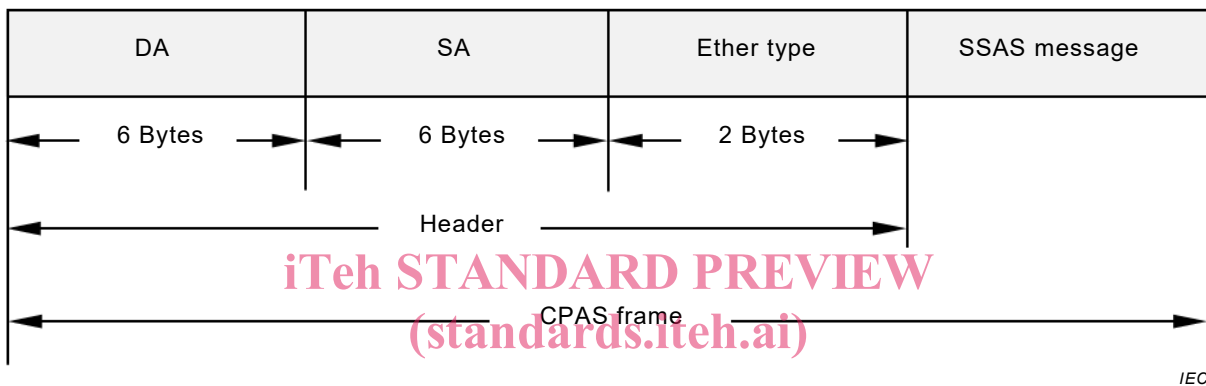 DA SA Ether type SSAS message
6 Bytes 6 Bytes 2 Bytes
Header
iTeh STANDARD PREVIEW
CPAS frame
(standards.iteh.ai)
IEC